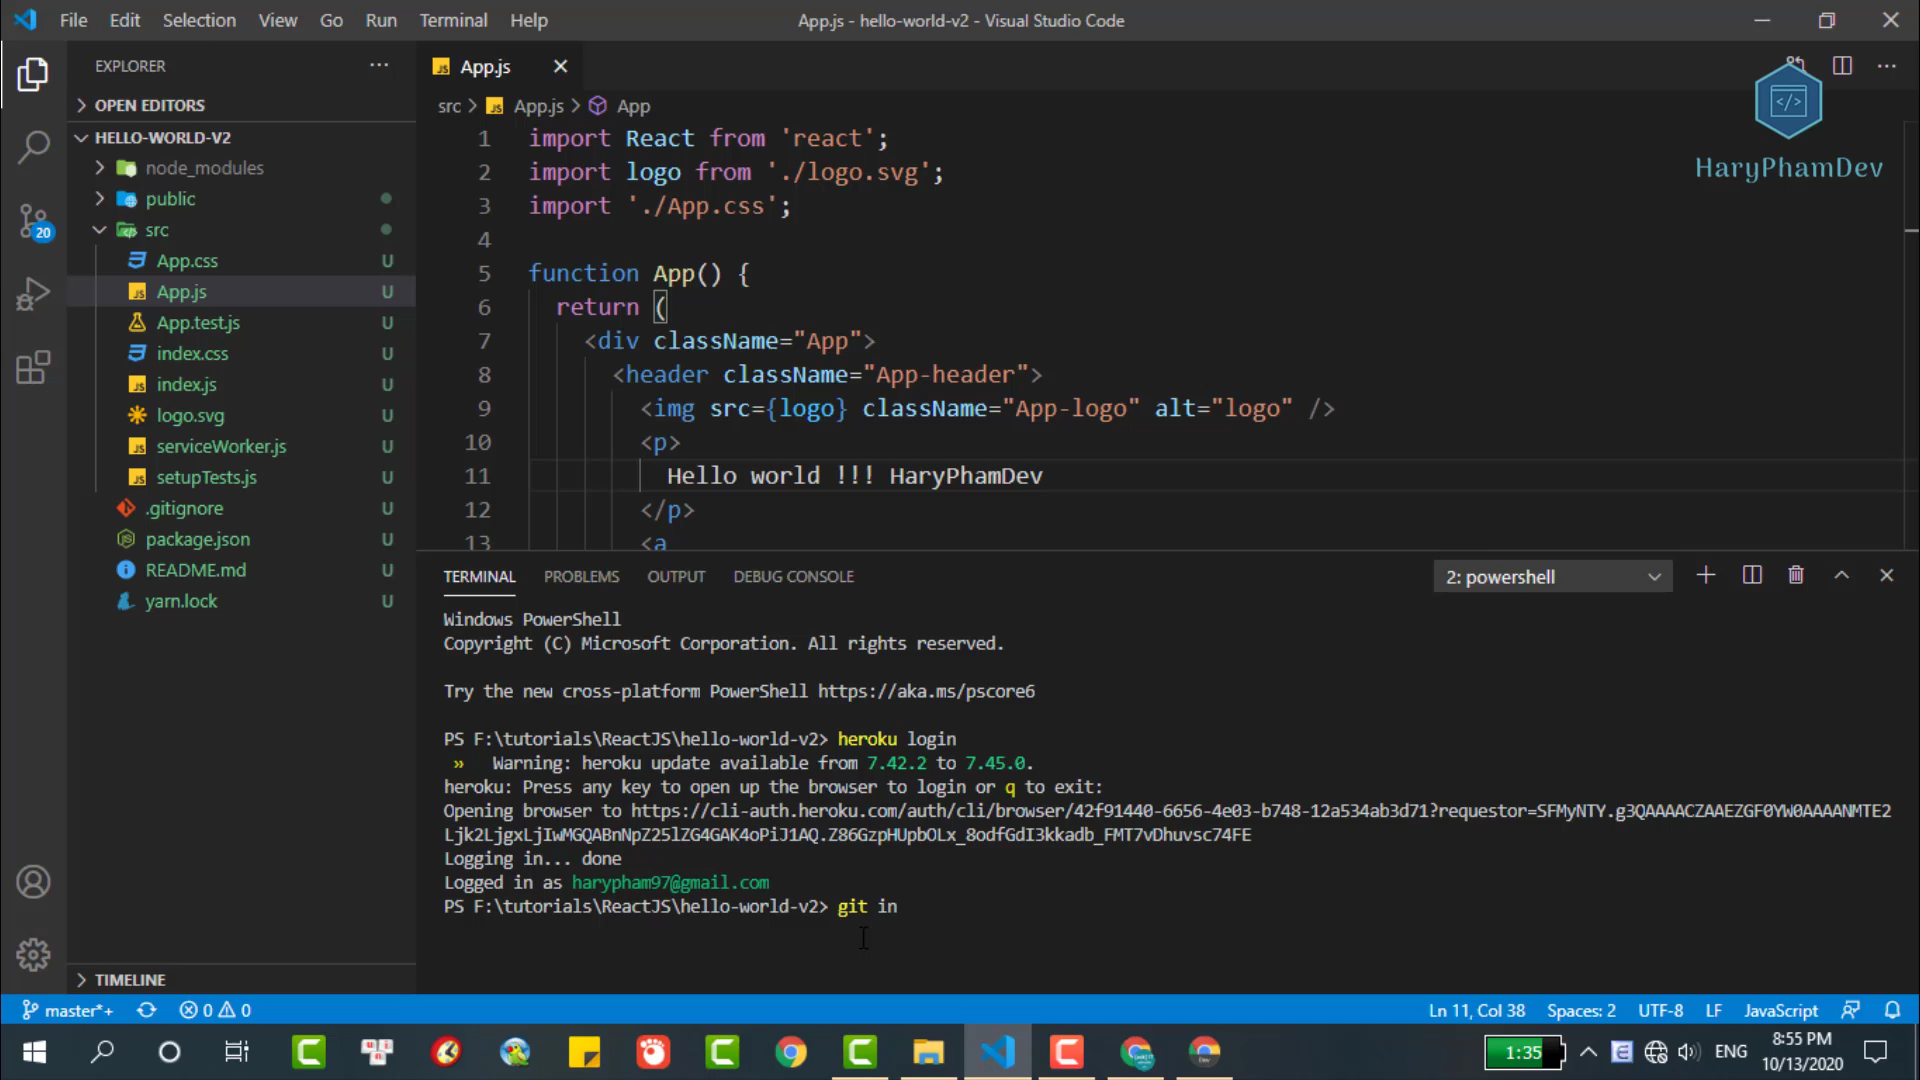 File Edit Selection View Go Run Terminal Help
App.js - hello-world-v2 - Visual Studio Code
EXPLORER
OPEN EDITORS
HELLO-WORLD-V2
node_modules
public
src
App.css U
App.js U
App.test.js U
index.css U
index.js U
logo.svg U
serviceWorker.js U
setupTests.js U
.gitignore U
package.json U
README.md U
yarn.lock U
TIMELINE
20
App.js
src > App.js > App
HaryPhamDev
1 import React from 'react';
2 import logo from './logo.svg';
3 import './App.css';
4
5 function App() {
6 return (
7 <div className="App">
8 <header className="App-header">
9 <img src={logo} className="App-logo" alt="logo" />
10 <p>
11 Hello world !!! HaryPhamDev
12 </p>
13 <a
TERMINAL PROBLEMS OUTPUT DEBUG CONSOLE
2: powershell
Windows PowerShell
Copyright (C) Microsoft Corporation. All rights reserved.
Try the new cross-platform PowerShell https://aka.ms/pscore6
PS F:\tutorials\ReactJS\hello-world-v2> heroku login
» Warning: heroku update available from 7.42.2 to 7.45.0.
heroku: Press any key to open up the browser to login or q to exit:
Opening browser to https://cli-auth.heroku.com/auth/cli/browser/42f91440-6656-4e03-b748-12a534ab3d71?requestor=SFMyNTY.g3QAAAACZAAEZGF0YW0AAAANMTE2
Ljk2LjgxLjIwMGQABnNpZ25lZG4GAK4oPiJ1AQ.Z86GzpHUpbOLx_8odfGdI3kkadb_FMT7vDhuvsc74FE
Logging in... done
Logged in as harypham97@gmail.com
PS F:\tutorials\ReactJS\hello-world-v2> git in
master*+ 0 0
Ln 11, Col 38 Spaces: 2 UTF-8 LF JavaScript
1:35 ENG
8:55 PM
10/13/2020